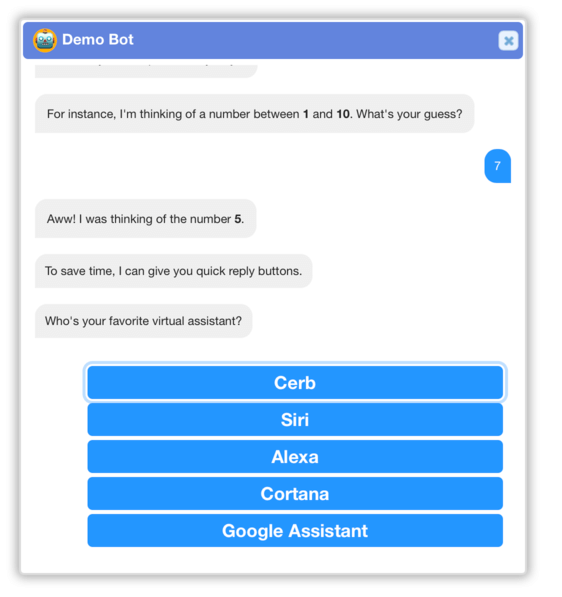 Demo Bot
For instance, I'm thinking of a number between 1 and 10. What's your guess?
7
Aww! I was thinking of the number 5.
To save time, I can give you quick reply buttons.
Who's your favorite virtual assistant?
Cerb
Siri
Alexa
Cortana
Google Assistant